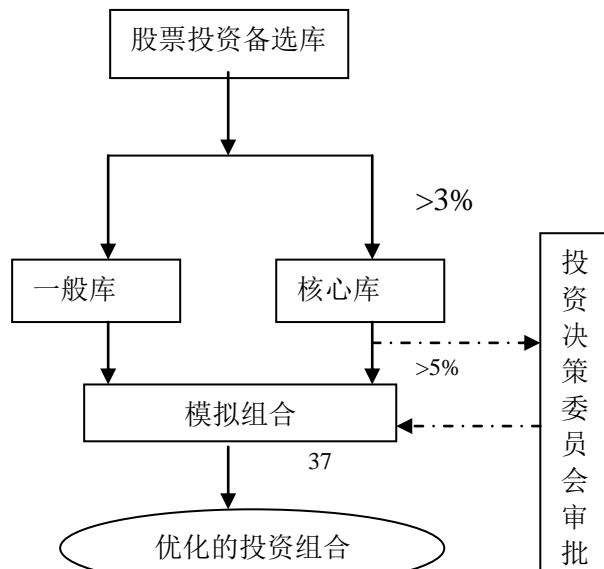 股票投资备选库
>3%
一般库
核心库
投资决策委员会审批
>5%
模拟组合
37
优化的投资组合